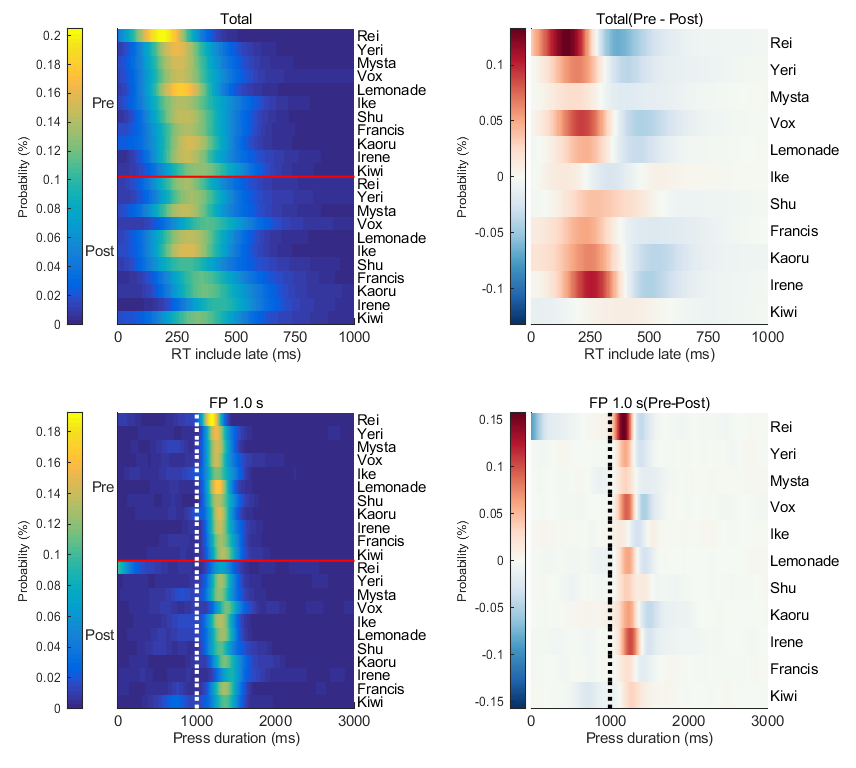 Total
0.2
0.18
0.16
0.14
0.12
0.1
0.08
0.06
0.04
0.02
0
Probability (%)
Pre
Post
Rei
Yeri
Mysta
Vox
Lemonade
Ike
Shu
Francis
Kaoru
Irene
Kiwi
Rei
Yeri
Mysta
Vox
Lemonade
Ike
Shu
Francis
Kaoru
Irene
Kiwi
0 250 500 750 1000
RT include late (ms)
Total(Pre - Post)
0.1
0.05
0
-0.05
-0.1
Probability (%)
Rei
Yeri
Mysta
Vox
Lemonade
Ike
Shu
Francis
Kaoru
Irene
Kiwi
0 250 500 750 1000
RT include late (ms)
FP 1.0 s
0.18
0.16
0.14
0.12
0.1
0.08
0.06
0.04
0.02
0
Probability (%)
Pre
Post
Rei
Yeri
Mysta
Vox
Ike
Lemonade
Shu
Kaoru
Irene
Francis
Kiwi
Rei
Yeri
Mysta
Vox
Ike
Lemonade
Shu
Kaoru
Irene
Francis
Kiwi
0 1000 2000 3000
Press duration (ms)
FP 1.0 s(Pre-Post)
0.15
0.1
0.05
0
-0.05
-0.1
-0.15
Probability (%)
Rei
Yeri
Mysta
Vox
Ike
Lemonade
Shu
Kaoru
Irene
Francis
Kiwi
0 1000 2000 3000
Press duration (ms)